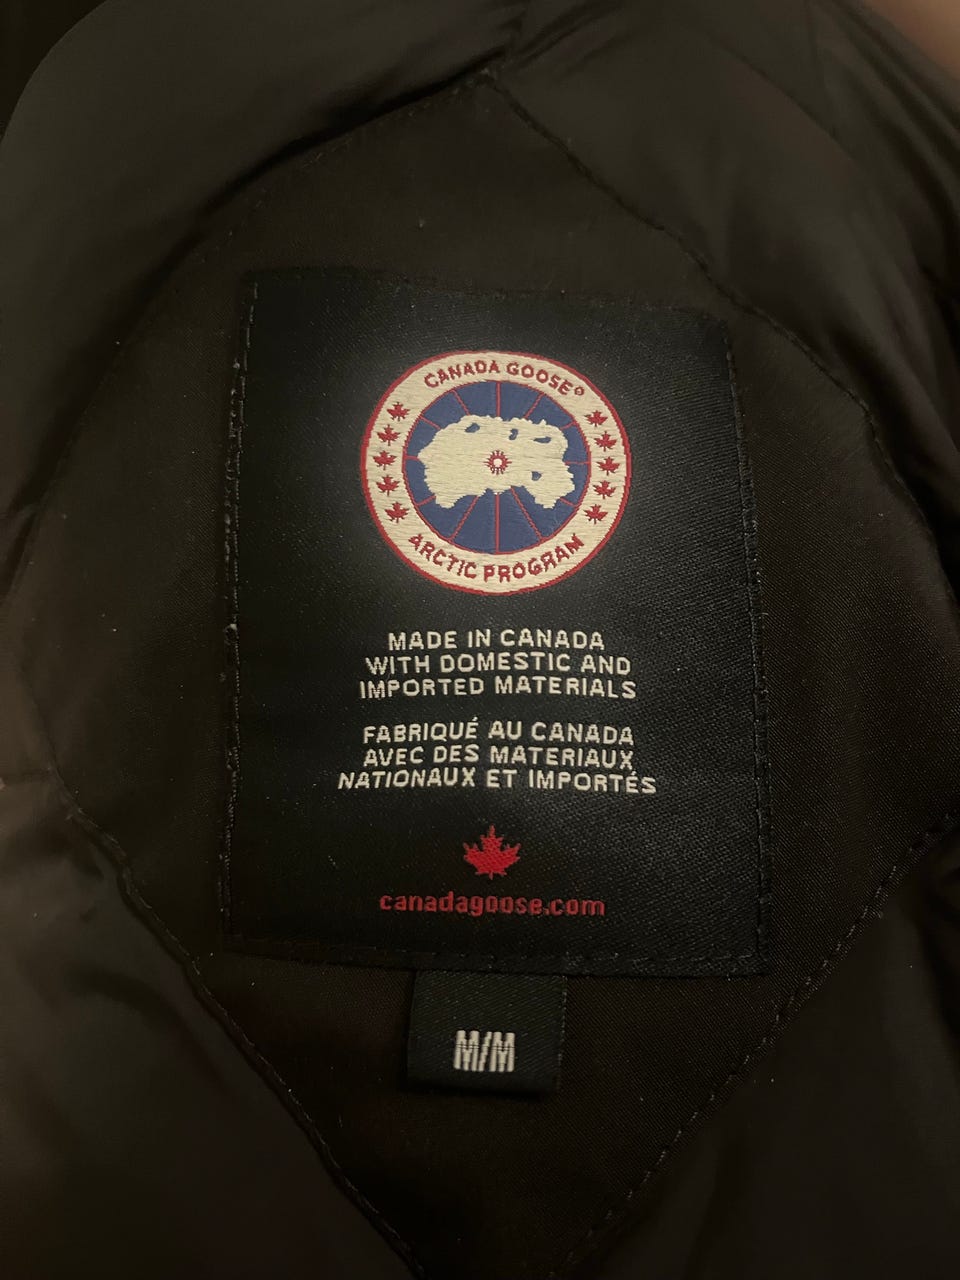 CANADA GOOSE®
ARCTIC PROGRAM
MADE IN CANADA
WITH DOMESTIC AND
IMPORTED MATERIALS
FABRIQUÉ AU CANADA
AVEC DES MATERIAUX
NATIONAUX ET IMPORTÉS
canadagoose.com
M/M